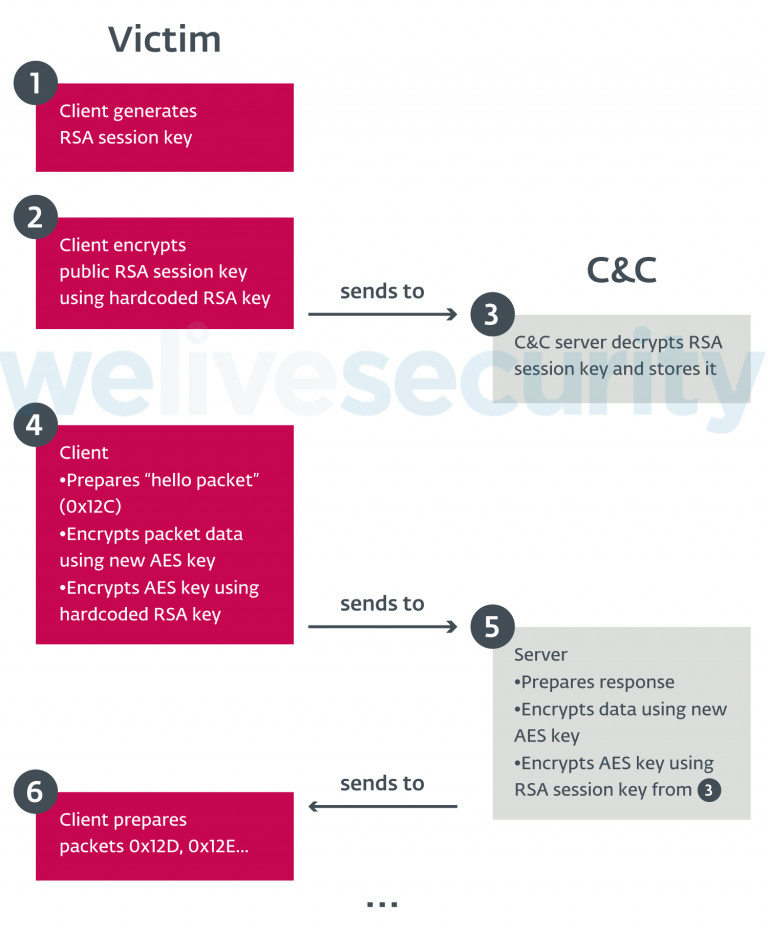 Victim
1
Client generates
RSA session key
2
Client encrypts
public RSA session key
using hardcoded RSA key
sends to
C&C
3
C&C server decrypts RSA
session key and stores it
welivesecurity
4
Client
•Prepares “hello packet”
(0x12C)
•Encrypts packet data
using new AES key
•Encrypts AES key using
hardcoded RSA key
sends to
5
Server
•Prepares response
•Encrypts data using new
AES key
•Encrypts AES key using
RSA session key from 3
sends to
6
Client prepares
packets 0x12D, 0x12E...
...